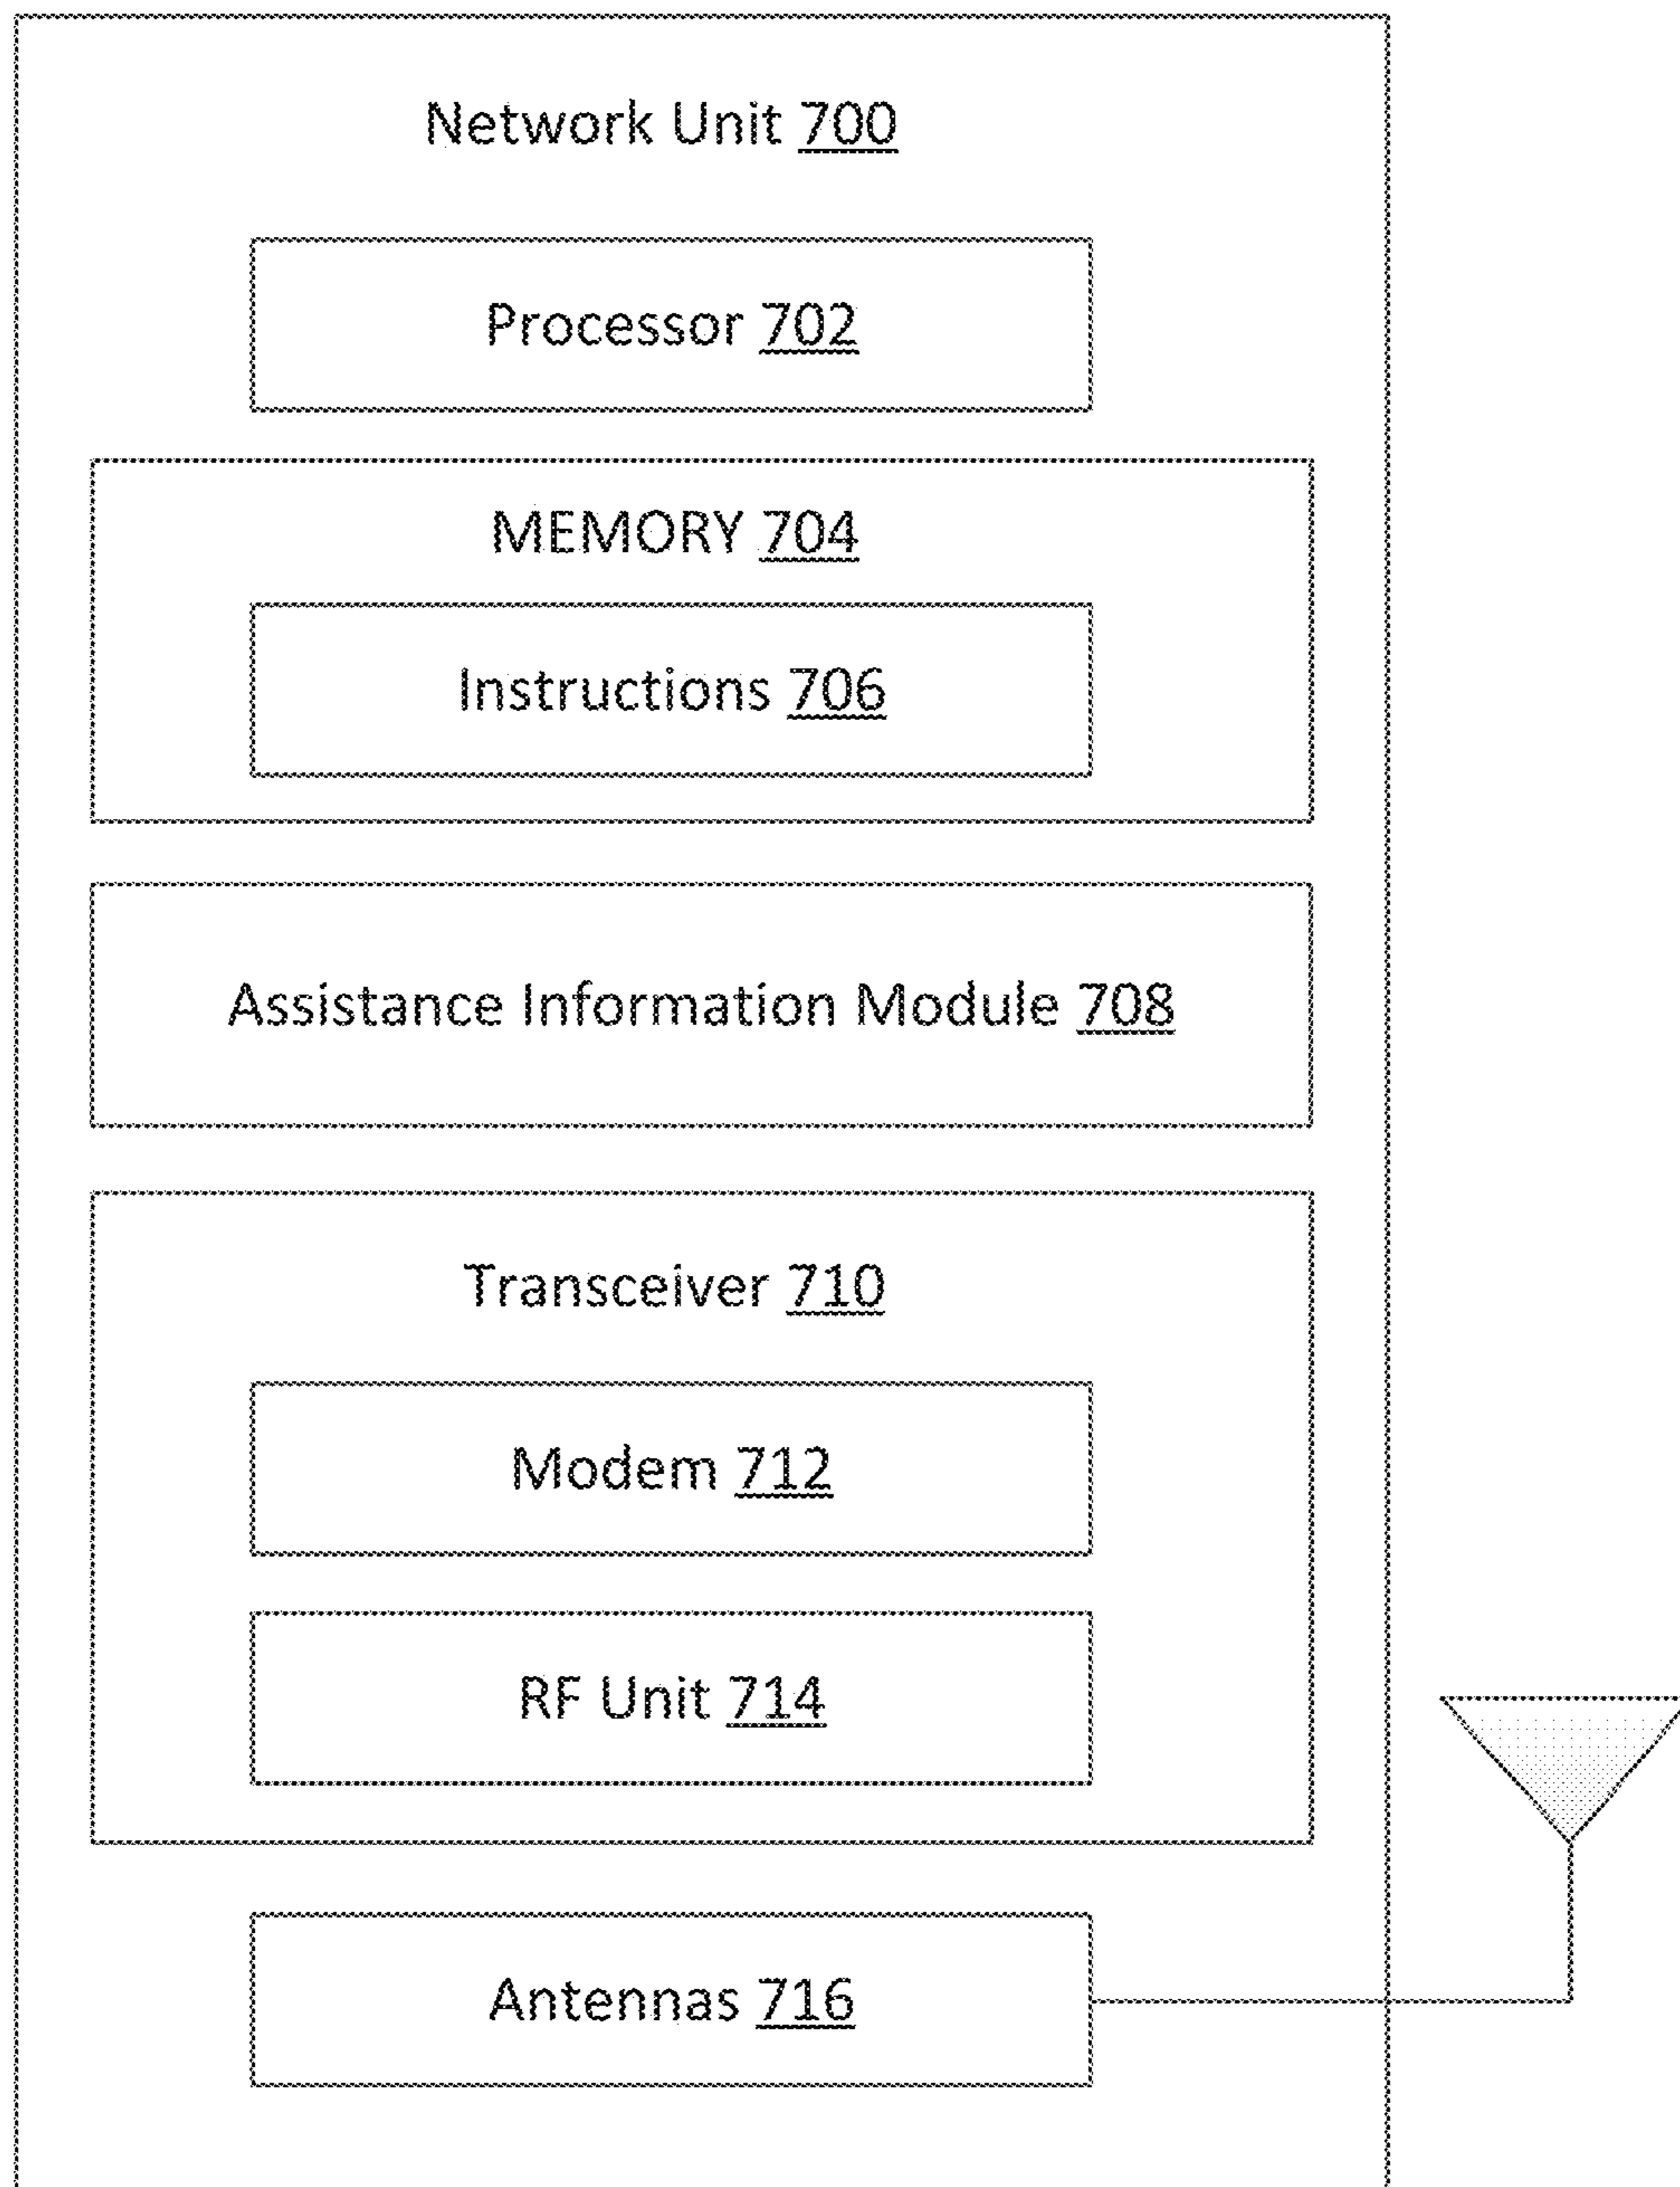 Network Unit 700
Processor 702
MEMORY 704
Instructions 706
Assistance Information Module 708
Transceiver 710
Modem 712
RF Unit 714
Antennas 716